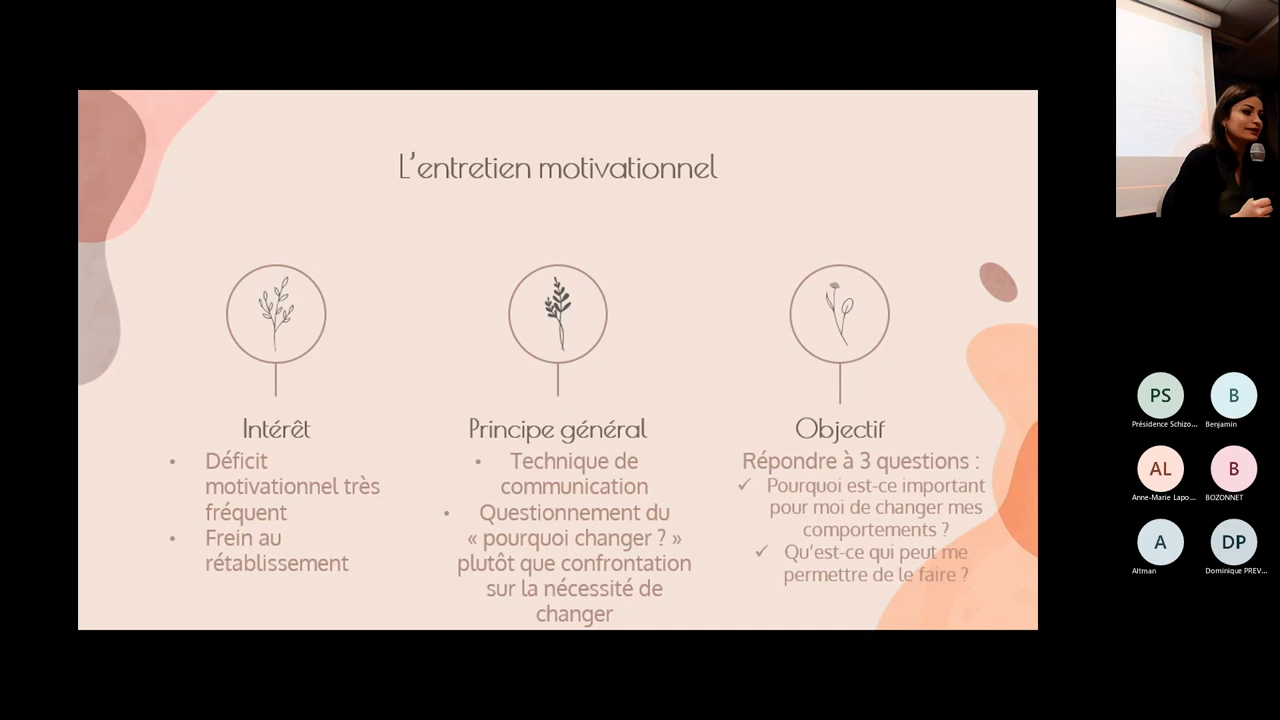 L'entretien motivationnel
Intérêt
• Déficit
motivationnel très
fréquent
• Frein au
rétablissement
Principe général
• Technique de
communication
• Questionnement du
« pourquoi changer ? »
plutôt que confrontation
sur la nécessité de
changer
Objectif
Répondre à 3 questions :
✓ Pourquoi est-ce important
pour moi de changer mes
comportements ?
✓ Qu'est-ce qui peut me
permettre de le faire ?
PS
Présidence Schizo...
B
Benjamin
AL
Anne-Marie Lapo...
B
BOZONNET
A
Altman
DP
Dominique PREV...